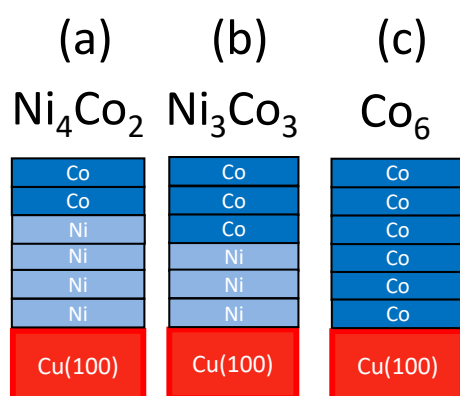 (a) (b) (c)
Ni₄Co₂ Ni₃Co₃ Co₆
Co Co Co
Co Co Co
Ni Co Co
Ni Ni Co
Ni Ni Co
Ni Ni Co
Cu(100) Cu(100) Cu(100)